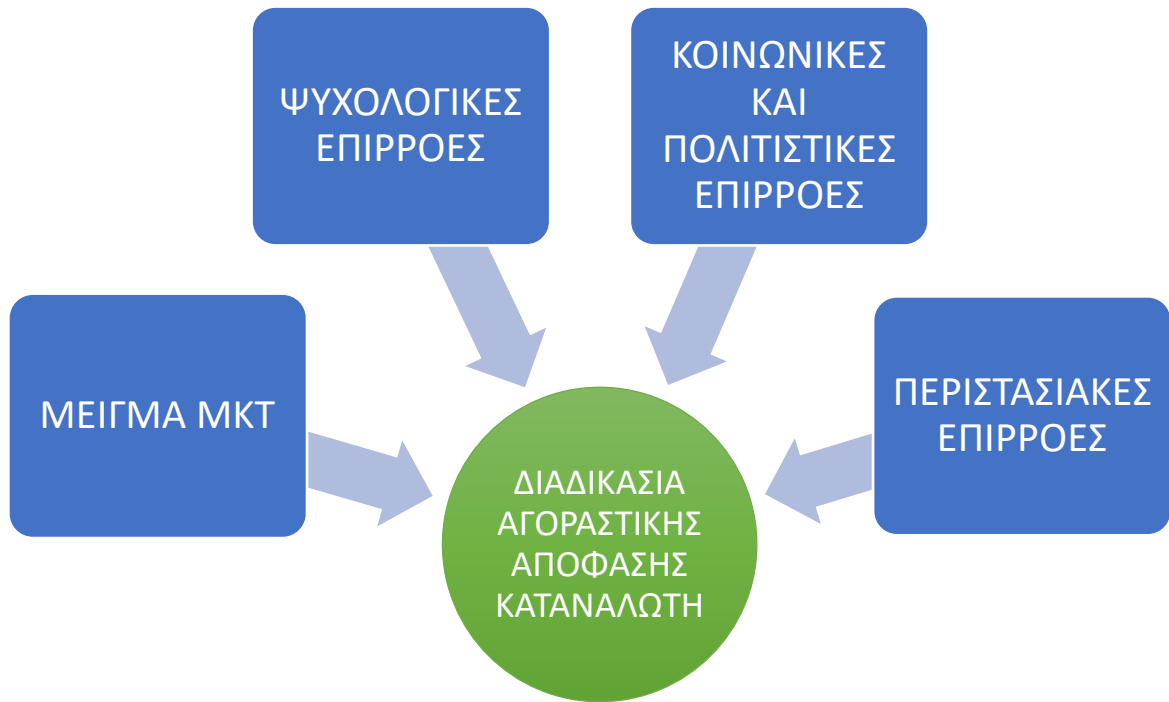 ΨΥΧΟΛΟΓΙΚΕΣ
ΕΠΙΡΡΟΕΣ
ΚΟΙΝΩΝΙΚΕΣ
ΚΑΙ
ΠΟΛΙΤΙΣΤΙΚΕΣ
ΕΠΙΡΡΟΕΣ
ΜΕΙΓΜΑ ΜΚΤ
ΠΕΡΙΣΤΑΣΙΑΚΕΣ
ΕΠΙΡΡΟΕΣ
ΔΙΑΔΙΚΑΣΙΑ
ΑΓΟΡΑΣΤΙΚΗΣ
ΑΠΟΦΑΣΗΣ
ΚΑΤΑΝΑΛΩΤΗ